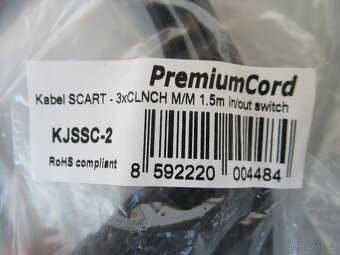 PremiumCord
Kabel SCART - 3xCLNCH M/M 1.5m in/out switch
KJSSC-2
RoHS compliant
8 592220 004484